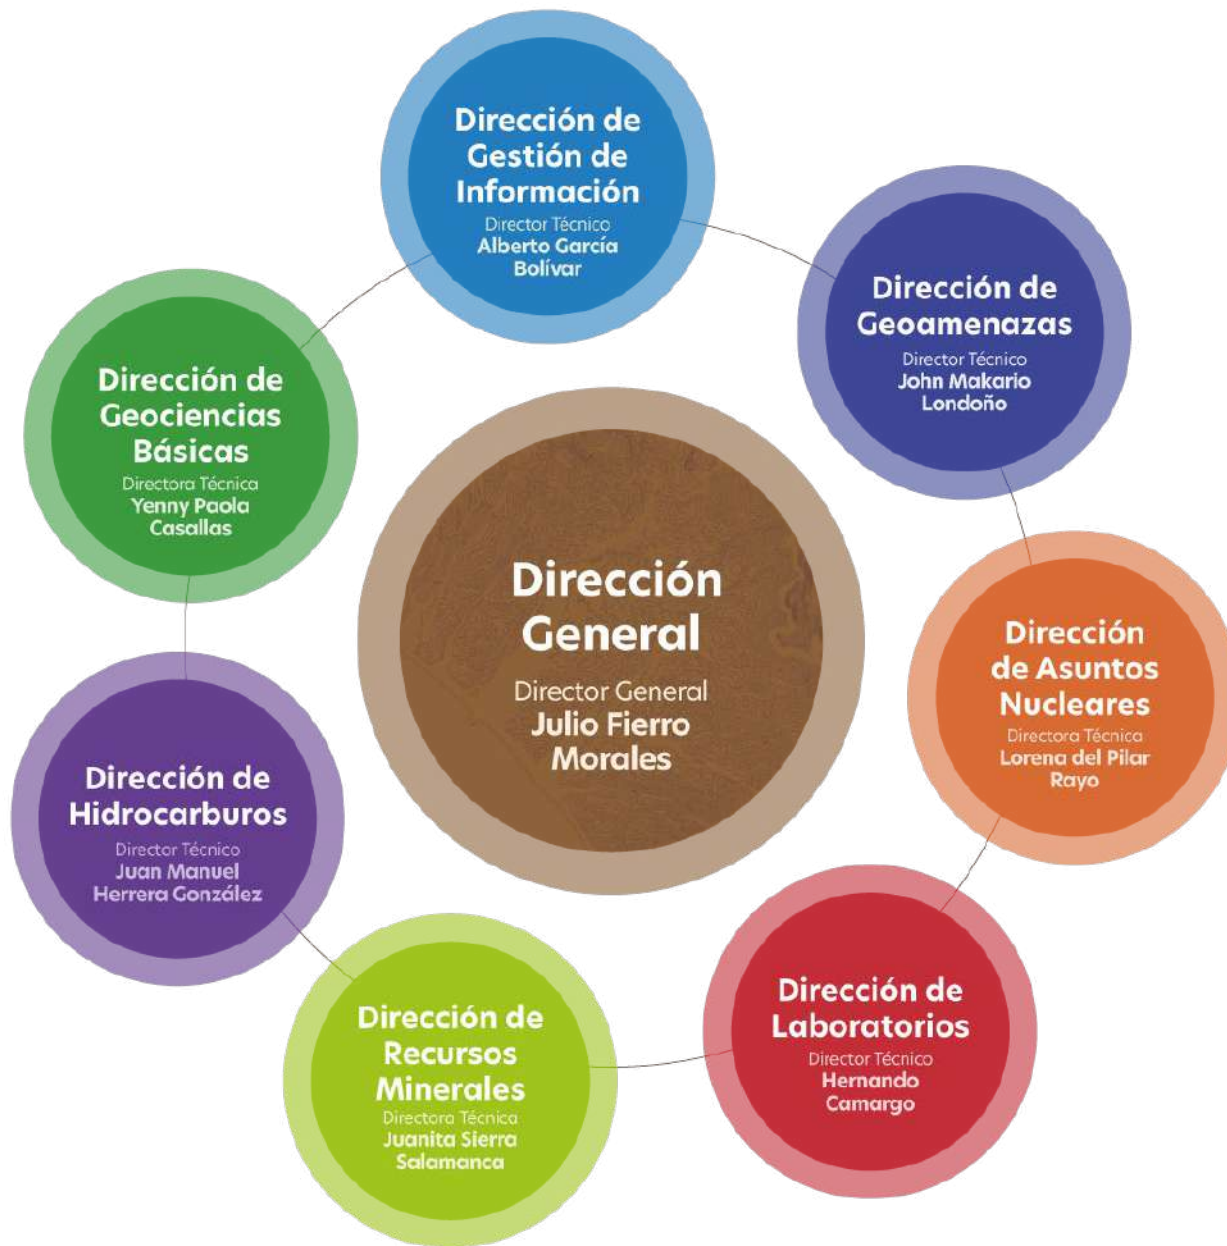 Dirección de
Gestión de
Información
Director Técnico
Alberto García
Bolívar
Dirección de
Geoamenazas
Director Técnico
John Makario
Londoño
Dirección de
Geociencias
Básicas
Directora Técnica
Yenny Paola
Casallas
Dirección
General
Director General
Julio Fierro
Morales
Dirección
de Asuntos
Nucleares
Directora Técnica
Lorena del Pilar
Rayo
Dirección de
Hidrocarburos
Director Técnico
Juan Manuel
Herrera González
Dirección de
Laboratorios
Director Técnico
Hernando
Camargo
Dirección de
Recursos
Minerales
Directora Técnica
Juanita Sierra
Salamanca